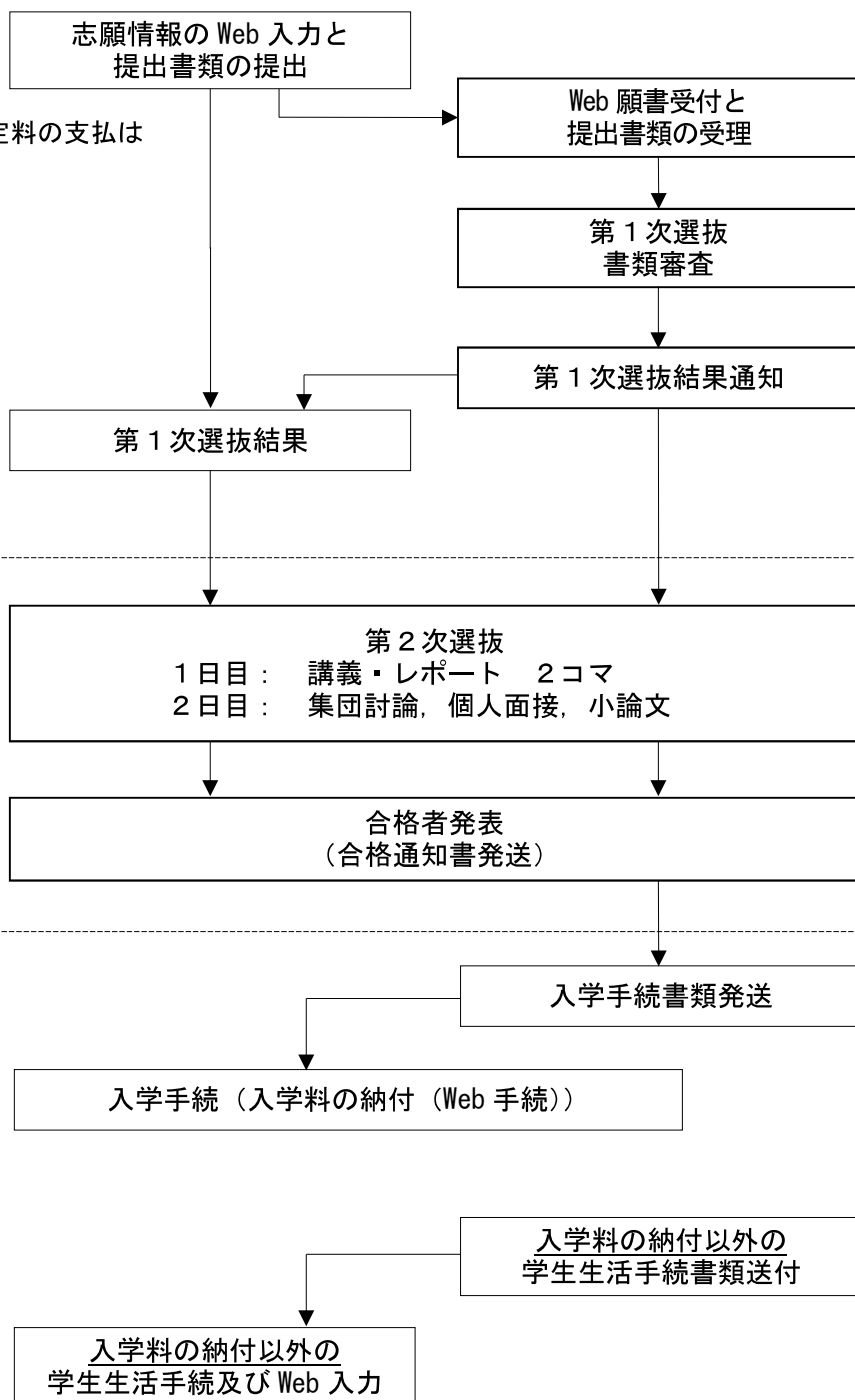 志願情報の Web 入力と
提出書類の提出
定料の支払は
Web 願書受付と
提出書類の受理
第1次選抜
書類審査
第1次選抜結果通知
第1次選抜結果
第2次選抜
1日目： 講義・レポート 2コマ
2日目： 集団討論，個人面接，小論文
合格者発表
（合格通知書発送）
入学手続書類発送
入学手続（入学料の納付（Web 手続））
入学料の納付以外の
学生生活手続書類送付
入学料の納付以外の
学生生活手続及び Web 入力